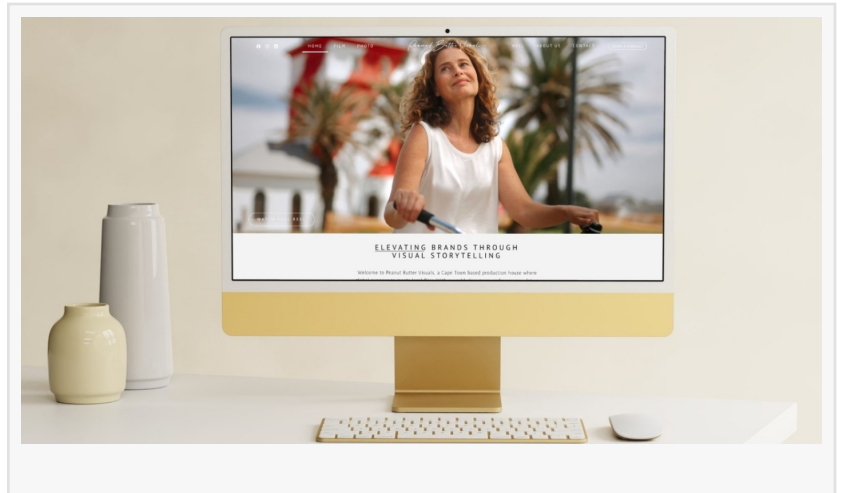 HOME FILM PHOTO ABOUT US CONTACT
ELEVATING BRANDS THROUGH
VISUAL STORYTELLING
Welcome to Peanut Butter Visuals, a Cape Town based production house where